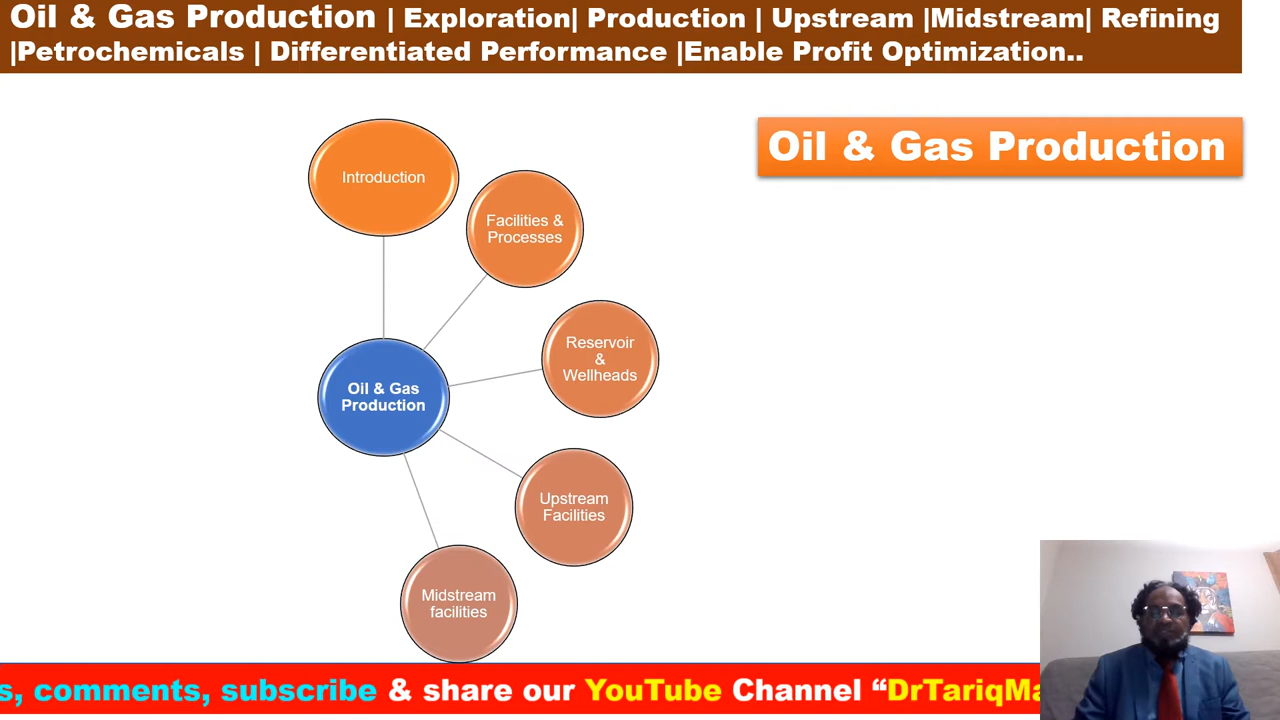 Oil & Gas Production | Exploration| Production | Upstream |Midstream| Refining
|Petrochemicals | Differentiated Performance |Enable Profit Optimization..
Oil & Gas Production
Introduction
Facilities &
Processes
Reservoir
&
Wellheads
Oil & Gas
Production
Upstream
Facilities
Midstream
facilities
s, comments, subscribe & share our YouTube Channel “DrTariqMa